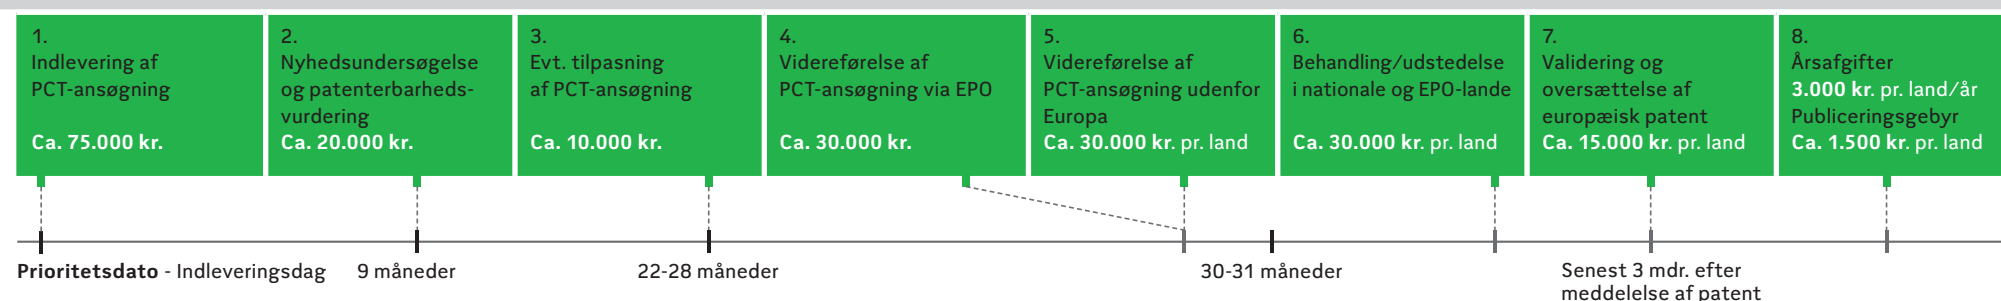 1.
Indlevering af
PCT-ansøgning
Ca. 75.000 kr.
2.
Nyhedsundersøgelse
og patenterbarheds-
vurdering
Ca. 20.000 kr.
3.
Evt. tilpasning
af PCT-ansøgning
Ca. 10.000 kr.
4.
Videreførelse af
PCT-ansøgning via EPO
Ca. 30.000 kr.
5.
Videreførelse af
PCT-ansøgning udenfor
Europa
Ca. 30.000 kr. pr. land
6.
Behandling/udstedelse
i nationale og EPO-lande
Ca. 30.000 kr. pr. land
7.
Validering og
oversættelse af
europæisk patent
Ca. 15.000 kr. pr. land
8.
Årsafgifter
3.000 kr. pr. land/år
Publiceringsgebyr
Ca. 1.500 kr. pr. land
Prioritetsdato - Indleveringsdag
9 måneder
22-28 måneder
30-31 måneder
Senest 3 mdr. efter
meddelelse af patent